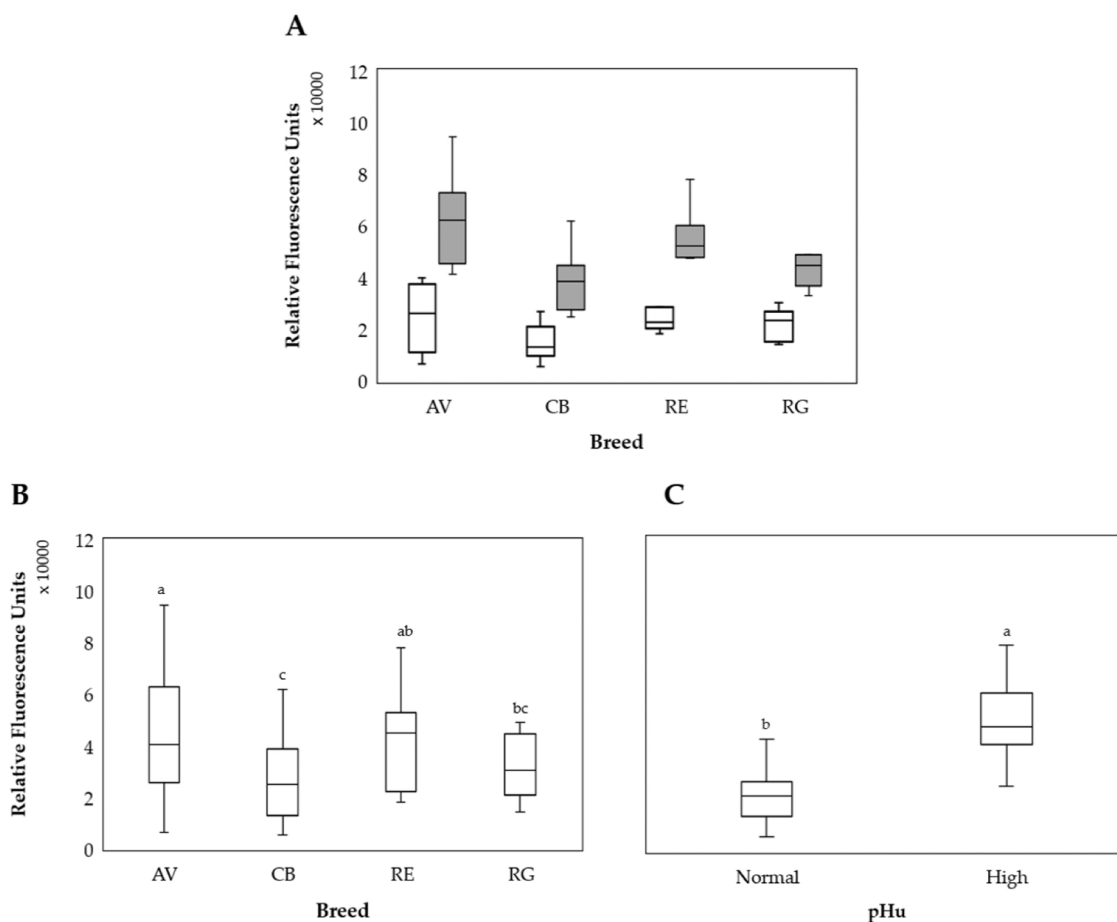 A
Relative Fluorescence Units
x 10000
12
10
8
6
4
2
0
AV CB RE RG
Breed
B
Relative Fluorescence Units
x 10000
12
10
8
6
4
2
0
a
c
ab
bc
AV CB RE RG
Breed
C
b
a
Normal High
pHu